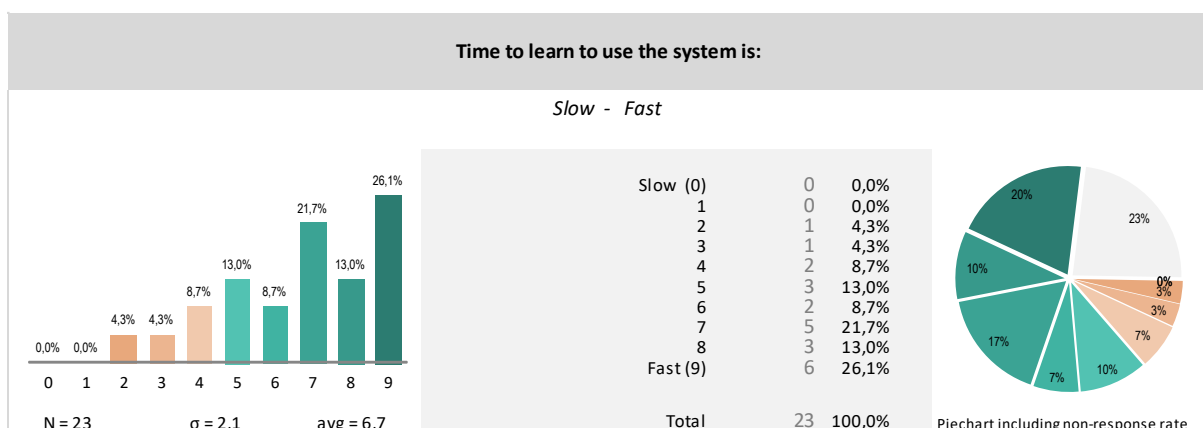 Time to learn to use the system is:
Slow - Fast
0,0% 0,0% 4,3% 4,3% 8,7% 13,0% 8,7% 21,7% 13,0% 26,1%
0 1 2 3 4 5 6 7 8 9
N = 23 σ = 2,1 avg = 6,7
Slow (0) 0 0,0%
1 0 0,0%
2 1 4,3%
3 1 4,3%
4 2 8,7%
5 3 13,0%
6 2 8,7%
7 5 21,7%
8 3 13,0%
Fast (9) 6 26,1%
Total 23 100,0%
20%
23%
10%
0%
3%
3%
17%
7%
10%
7%
Piechart including non-response rate